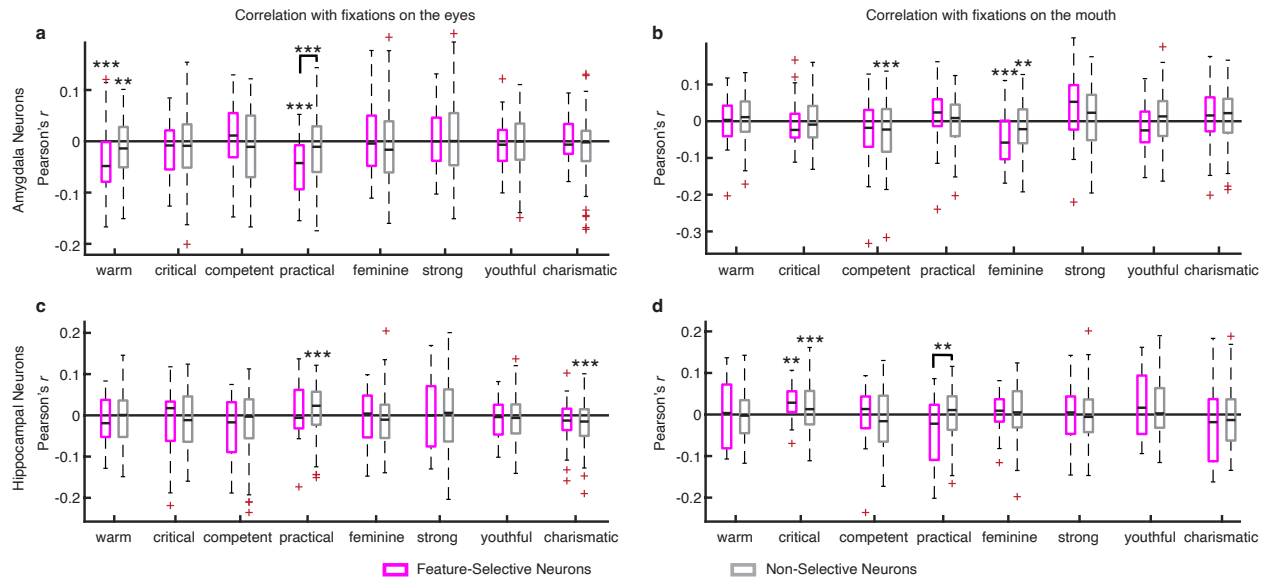 Correlation with fixations on the eyes
Correlation with fixations on the mouth
a
Amygdala Neurons
Pearson's r
0.1
0
-0.1
-0.2
***
**
***
***
warm critical competent practical feminine strong youthful charismatic
b
Pearson's r
0.1
0
-0.1
-0.2
-0.3
***
***
**
warm critical competent practical feminine strong youthful charismatic
c
Hippocampal Neurons
Pearson's r
0.2
0.1
0
-0.1
-0.2
***
***
warm critical competent practical feminine strong youthful charismatic
d
Pearson's r
0.2
0.1
0
-0.1
-0.2
**
***
**
warm critical competent practical feminine strong youthful charismatic
Feature-Selective Neurons
Non-Selective Neurons